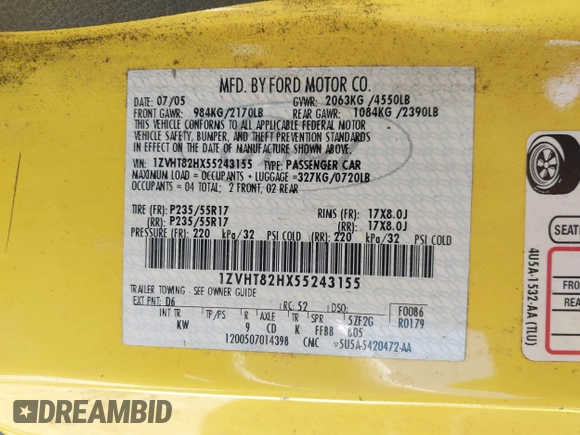 MFD. BY FORD MOTOR CO.
DATE: 07/05 GVWR: 2063KG /4550LB
FRONT GAWR: 984KG/2170LB REAR GAWR: 1084KG /2390LB
THIS VEHICLE CONFORMS TO ALL APPLICABLE FEDERAL MOTOR
VEHICLE SAFETY, BUMPER, AND THEFT PREVENTION STANDARDS
IN EFFECT ON THE DATE OF MANUFACTURE SHOWN ABOVE.
VIN: 1ZVHT82HX55243155 TYPE: PASSENGER CAR
MAXIMUM LOAD = OCCUPANTS + LUGGAGE =327KG/0720LB
OCCUPANTS = 04 TOTAL; 2 FRONT, 02 REAR
TIRE (FR): P235/55R17 RIMS (FR): 17X8.0J
(RR): P235/55R17 (RR): 17X8.0J
PRESSURE (FR): 220 kPa/32 PSI COLD (RR): 220 kPa/32 PSI COLD
1ZVHT82HX55243155
TRAILER TOWING - SEE OWNER GUIDE
EXT PNT: D6 RC: 52 DSO: F0086
INT TR TP/PS R AXLE TR SPR 5ZF2G R0179
KW 9 CD K FFBB 605
1200507014398 CMC 5U5A-5420472-AA
4U5A-1532-AA (TLU)
SEAT
FRO
RE
DREAMBID